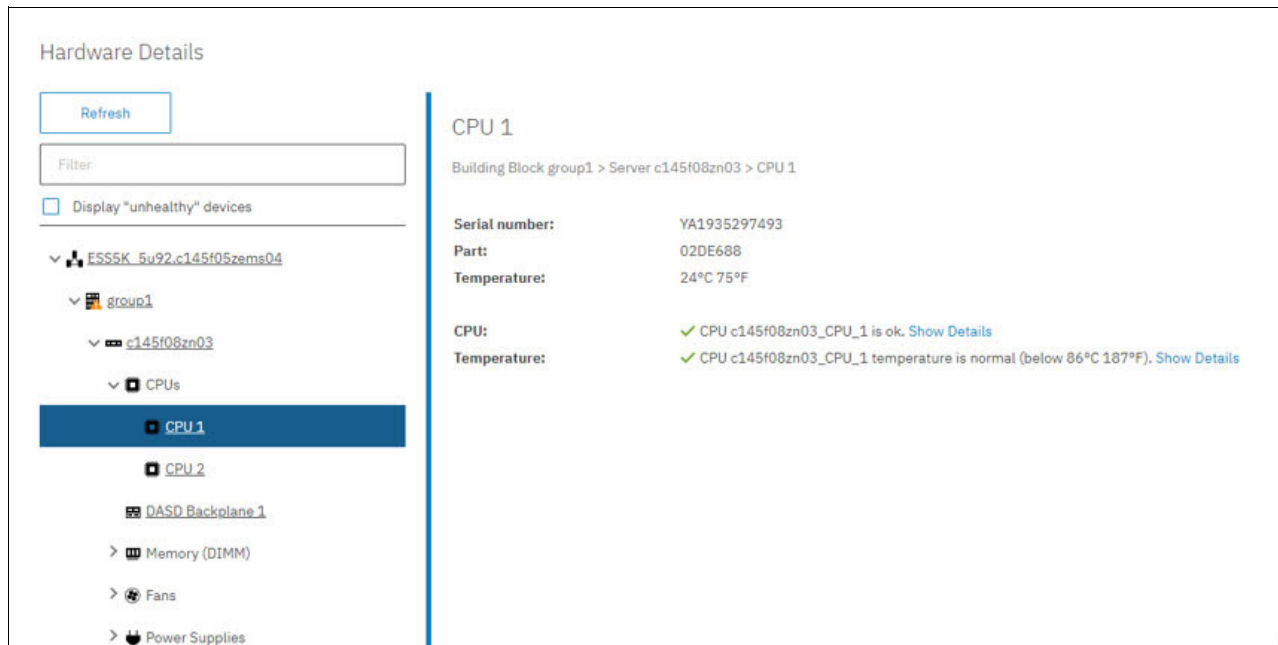 Hardware Details
Refresh
Filter
Display "unhealthy" devices
ESS5K_5u92.c145f05zems04
group1
c145f08zn03
CPUs
CPU 1
CPU 2
DASD Backplane 1
Memory (DIMM)
Fans
Power Supplies
CPU 1
Building Block group1 > Server c145f08zn03 > CPU 1
Serial number: YA1935297493
Part: 02DE688
Temperature: 24°C 75°F
CPU: CPU c145f08zn03_CPU_1 is ok. Show Details
Temperature: CPU c145f08zn03_CPU_1 temperature is normal (below 86°C 187°F). Show Details